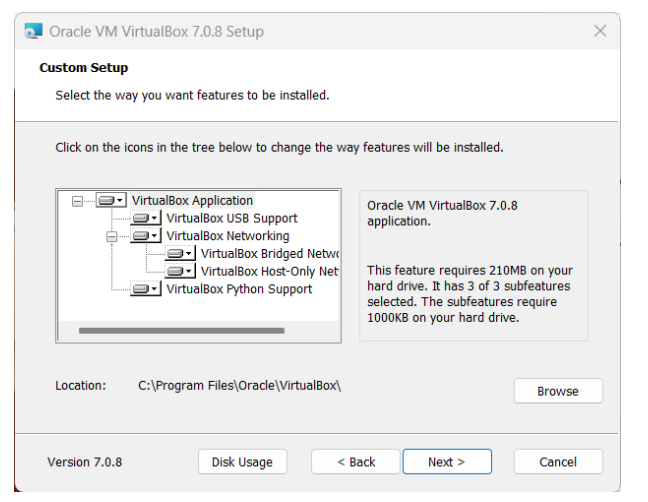 Oracle VM VirtualBox 7.0.8 Setup
Custom Setup
Select the way you want features to be installed.
Click on the icons in the tree below to change the way features will be installed.
VirtualBox Application
VirtualBox USB Support
VirtualBox Networking
VirtualBox Bridged Netwo
VirtualBox Host-Only Net
VirtualBox Python Support
Oracle VM VirtualBox 7.0.8
application.
This feature requires 210MB on your
hard drive. It has 3 of 3 subfeatures
selected. The subfeatures require
1000KB on your hard drive.
Location: C:\Program Files\Oracle\VirtualBox\
Browse
Version 7.0.8 Disk Usage < Back Next > Cancel